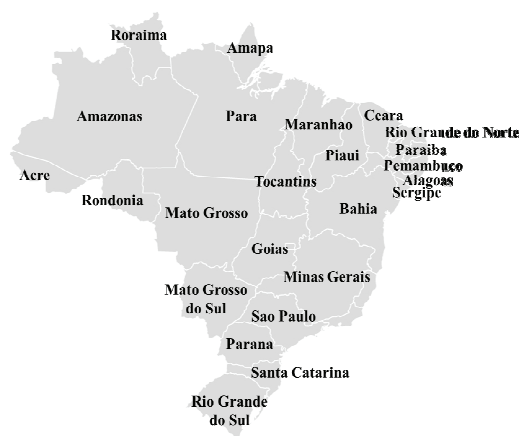 Roraima
Amapa
Amazonas
Para
Maranhao
Ceara
Rio Grande do Norte
Paraiba
Piaui
Pemambuco
Acre
Rondonia
Tocantins
Alagoas
Sergipe
Mato Grosso
Bahia
Goias
Minas Gerais
Mato Grosso
do Sul
Sao Paulo
Parana
Santa Catarina
Rio Grande
do Sul